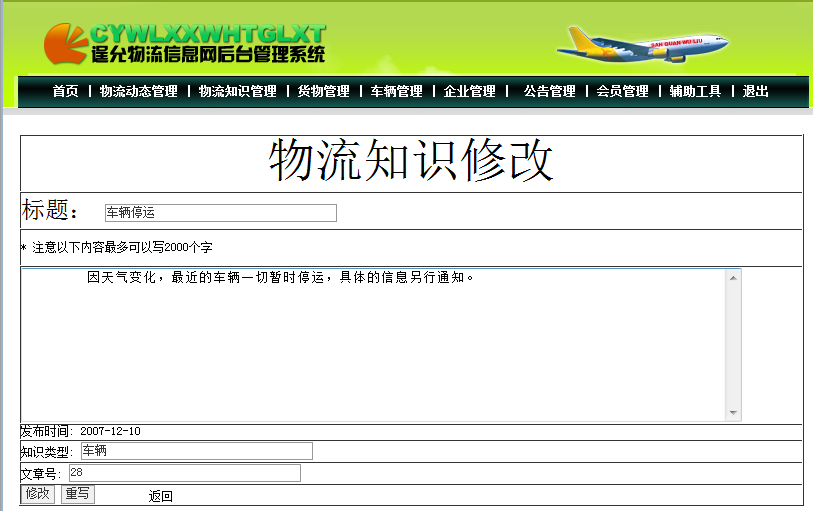 CYWLXXWHTGLXT
逞允物流信息网后台管理系统
SAN QUAN WU LIU
首页 | 物流动态管理 | 物流知识管理 | 货物管理 | 车辆管理 | 企业管理 | 公告管理 | 会员管理 | 辅助工具 | 退出
物流知识修改
标题： 车辆停运
* 注意以下内容最多可以写2000个字
因天气变化，最近的车辆一切暂时停运，具体的信息另行通知。
发布时间: 2007-12-10
知识类型: 车辆
文章号: 28
修改 重写 返回